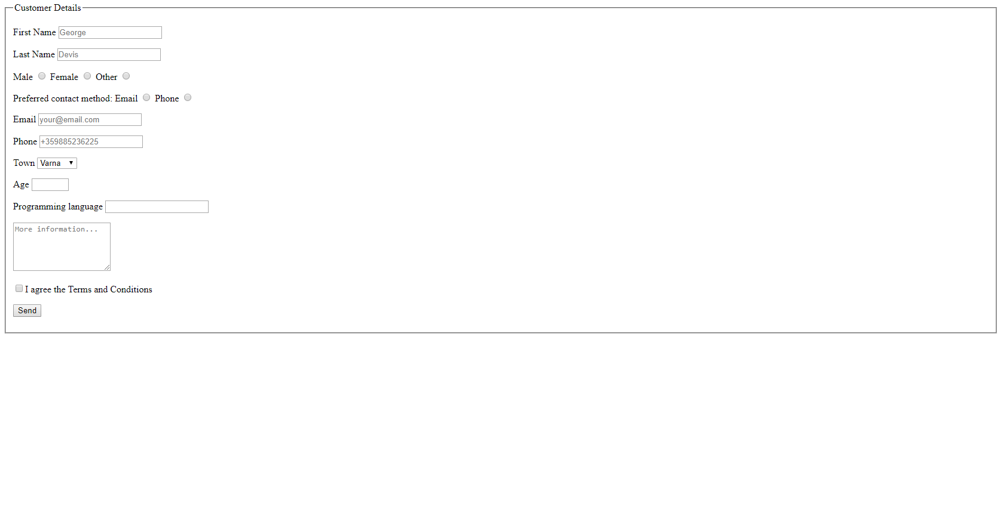 Customer Details
First Name George
Last Name Devis
Male Female Other
Preferred contact method: Email Phone
Email your@email.com
Phone +359885236225
Town Varna
Age
Programming language
More information...
I agree the Terms and Conditions
Send